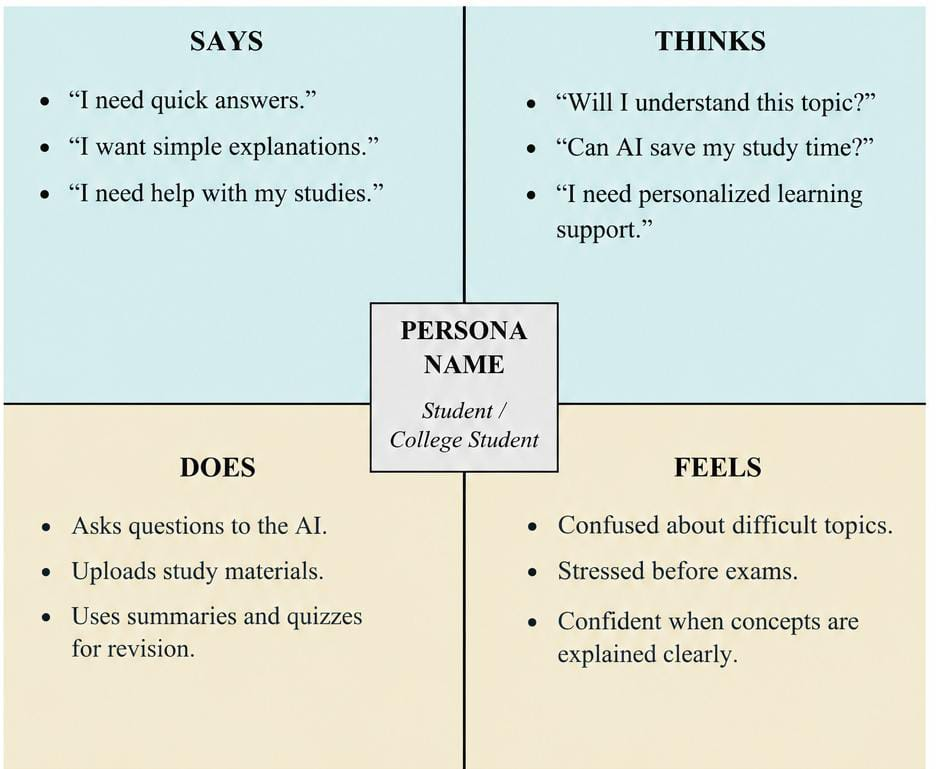 SAYS
• “I need quick answers.”
• “I want simple explanations.”
• “I need help with my studies.”
THINKS
• “Will I understand this topic?”
• “Can AI save my study time?”
• “I need personalized learning
support.”
PERSONA
NAME
Student /
College Student
DOES
• Asks questions to the AI.
• Uploads study materials.
• Uses summaries and quizzes
for revision.
FEELS
• Confused about difficult topics.
• Stressed before exams.
• Confident when concepts are
explained clearly.